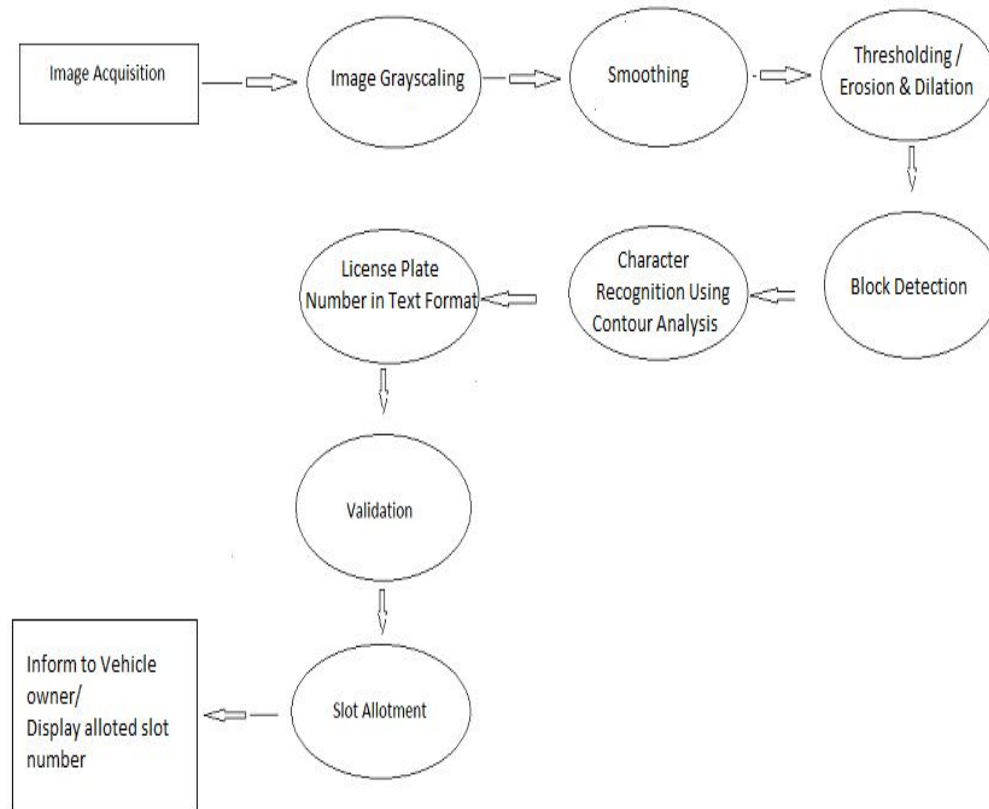 Image Acquisition
Image Grayscaling
Smoothing
Thresholding /
Erosion & Dilation
Block Detection
Character
Recognition Using
Contour Analysis
License Plate
Number in Text Format
Validation
Slot Allotment
Inform to Vehicle
owner/
Display alloted slot
number